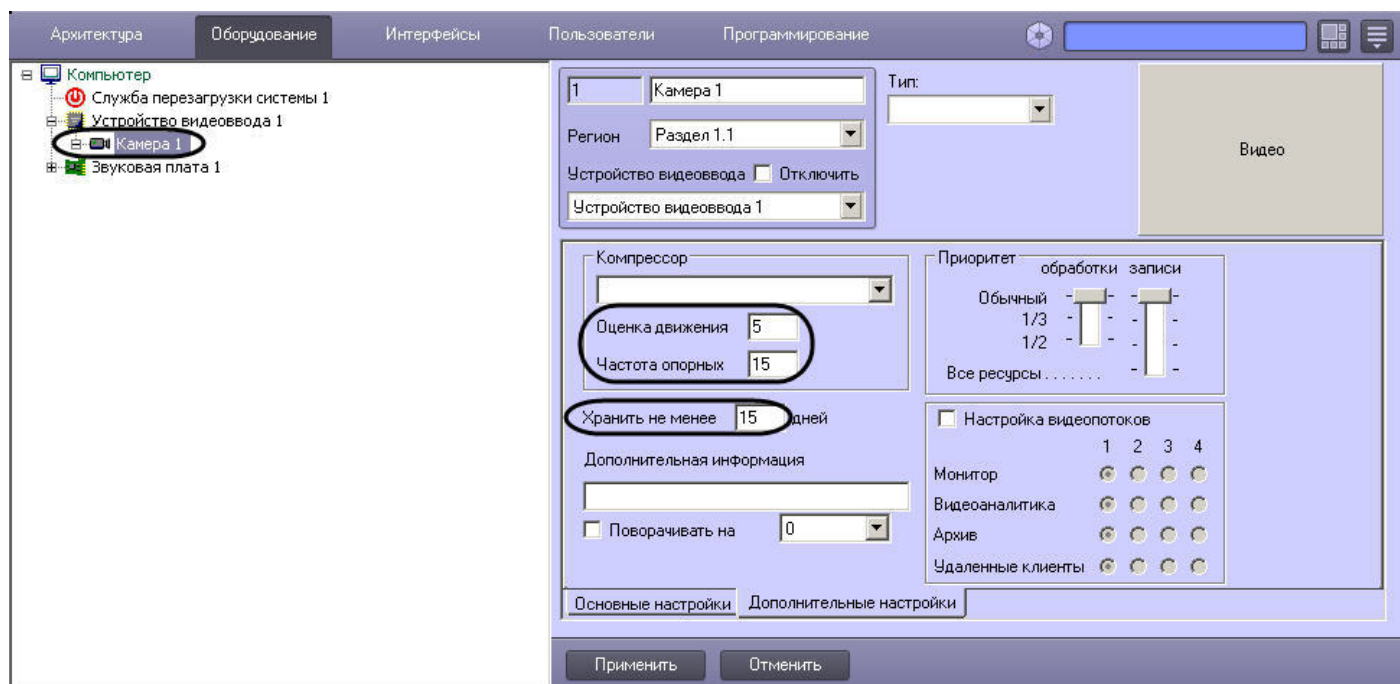 Архитектура Оборудование Интерфейсы Пользователи Программирование
Компьютер
Служба перезагрузки системы 1
Устройство видеоввода 1
Камера 1
Звуковая плата 1
1 Камера 1
Тип:
Регион Раздел 1.1
Устройство видеоввода Отключить
Устройство видеоввода 1
Видео
Компрессор
Оценка движения 5
Частота опорных 15
Хранить не менее 15 дней
Дополнительная информация
Поворачивать на 0
Приоритет
обработки записи
Обычный
1/3
1/2
Все ресурсы . . . . . . .
Настройка видеопотоков
1 2 3 4
Монитор
Видеоаналитика
Архив
Удаленные клиенты
Основные настройки Дополнительные настройки
Применить Отменить